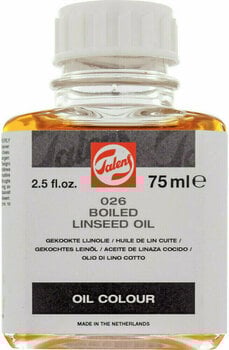 Talens
026
2.5 fl.oz. 75 ml e
BOILED
LINSEED OIL
GEKOOKTE LIJNOLIE / HUILE DE LIN CUITE /
GEKOCHTES LEINÖL / ACEITE DE LINAZA COCIDO /
OLIO DI LINO COTTO
OIL COLOUR
MADE IN THE NETHERLANDS